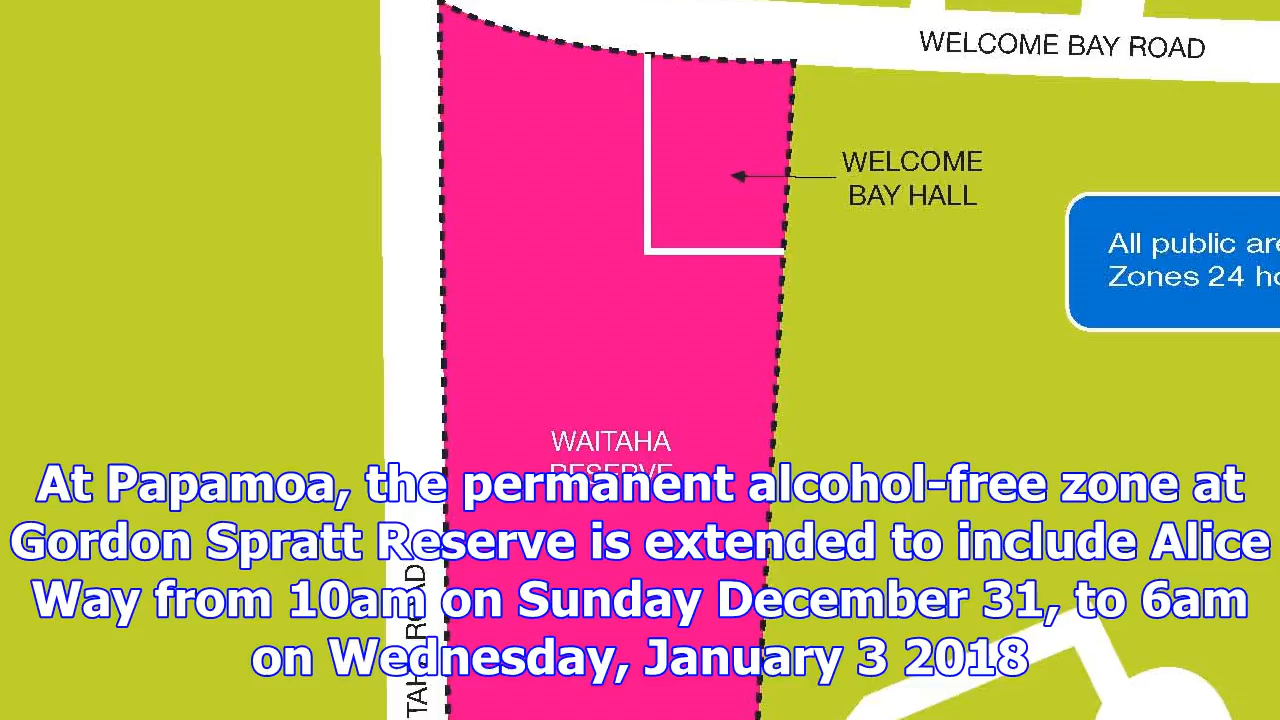 WELCOME BAY ROAD
WELCOME
BAY HALL
All public
Zones 24
WAITAHA
RESERVE
At Papamoa, the permanent alcohol-free zone at
Gordon Spratt Reserve is extended to include Alice
Way from 10am on Sunday December 31, to 6am
on Wednesday, January 3 2018
ROAD